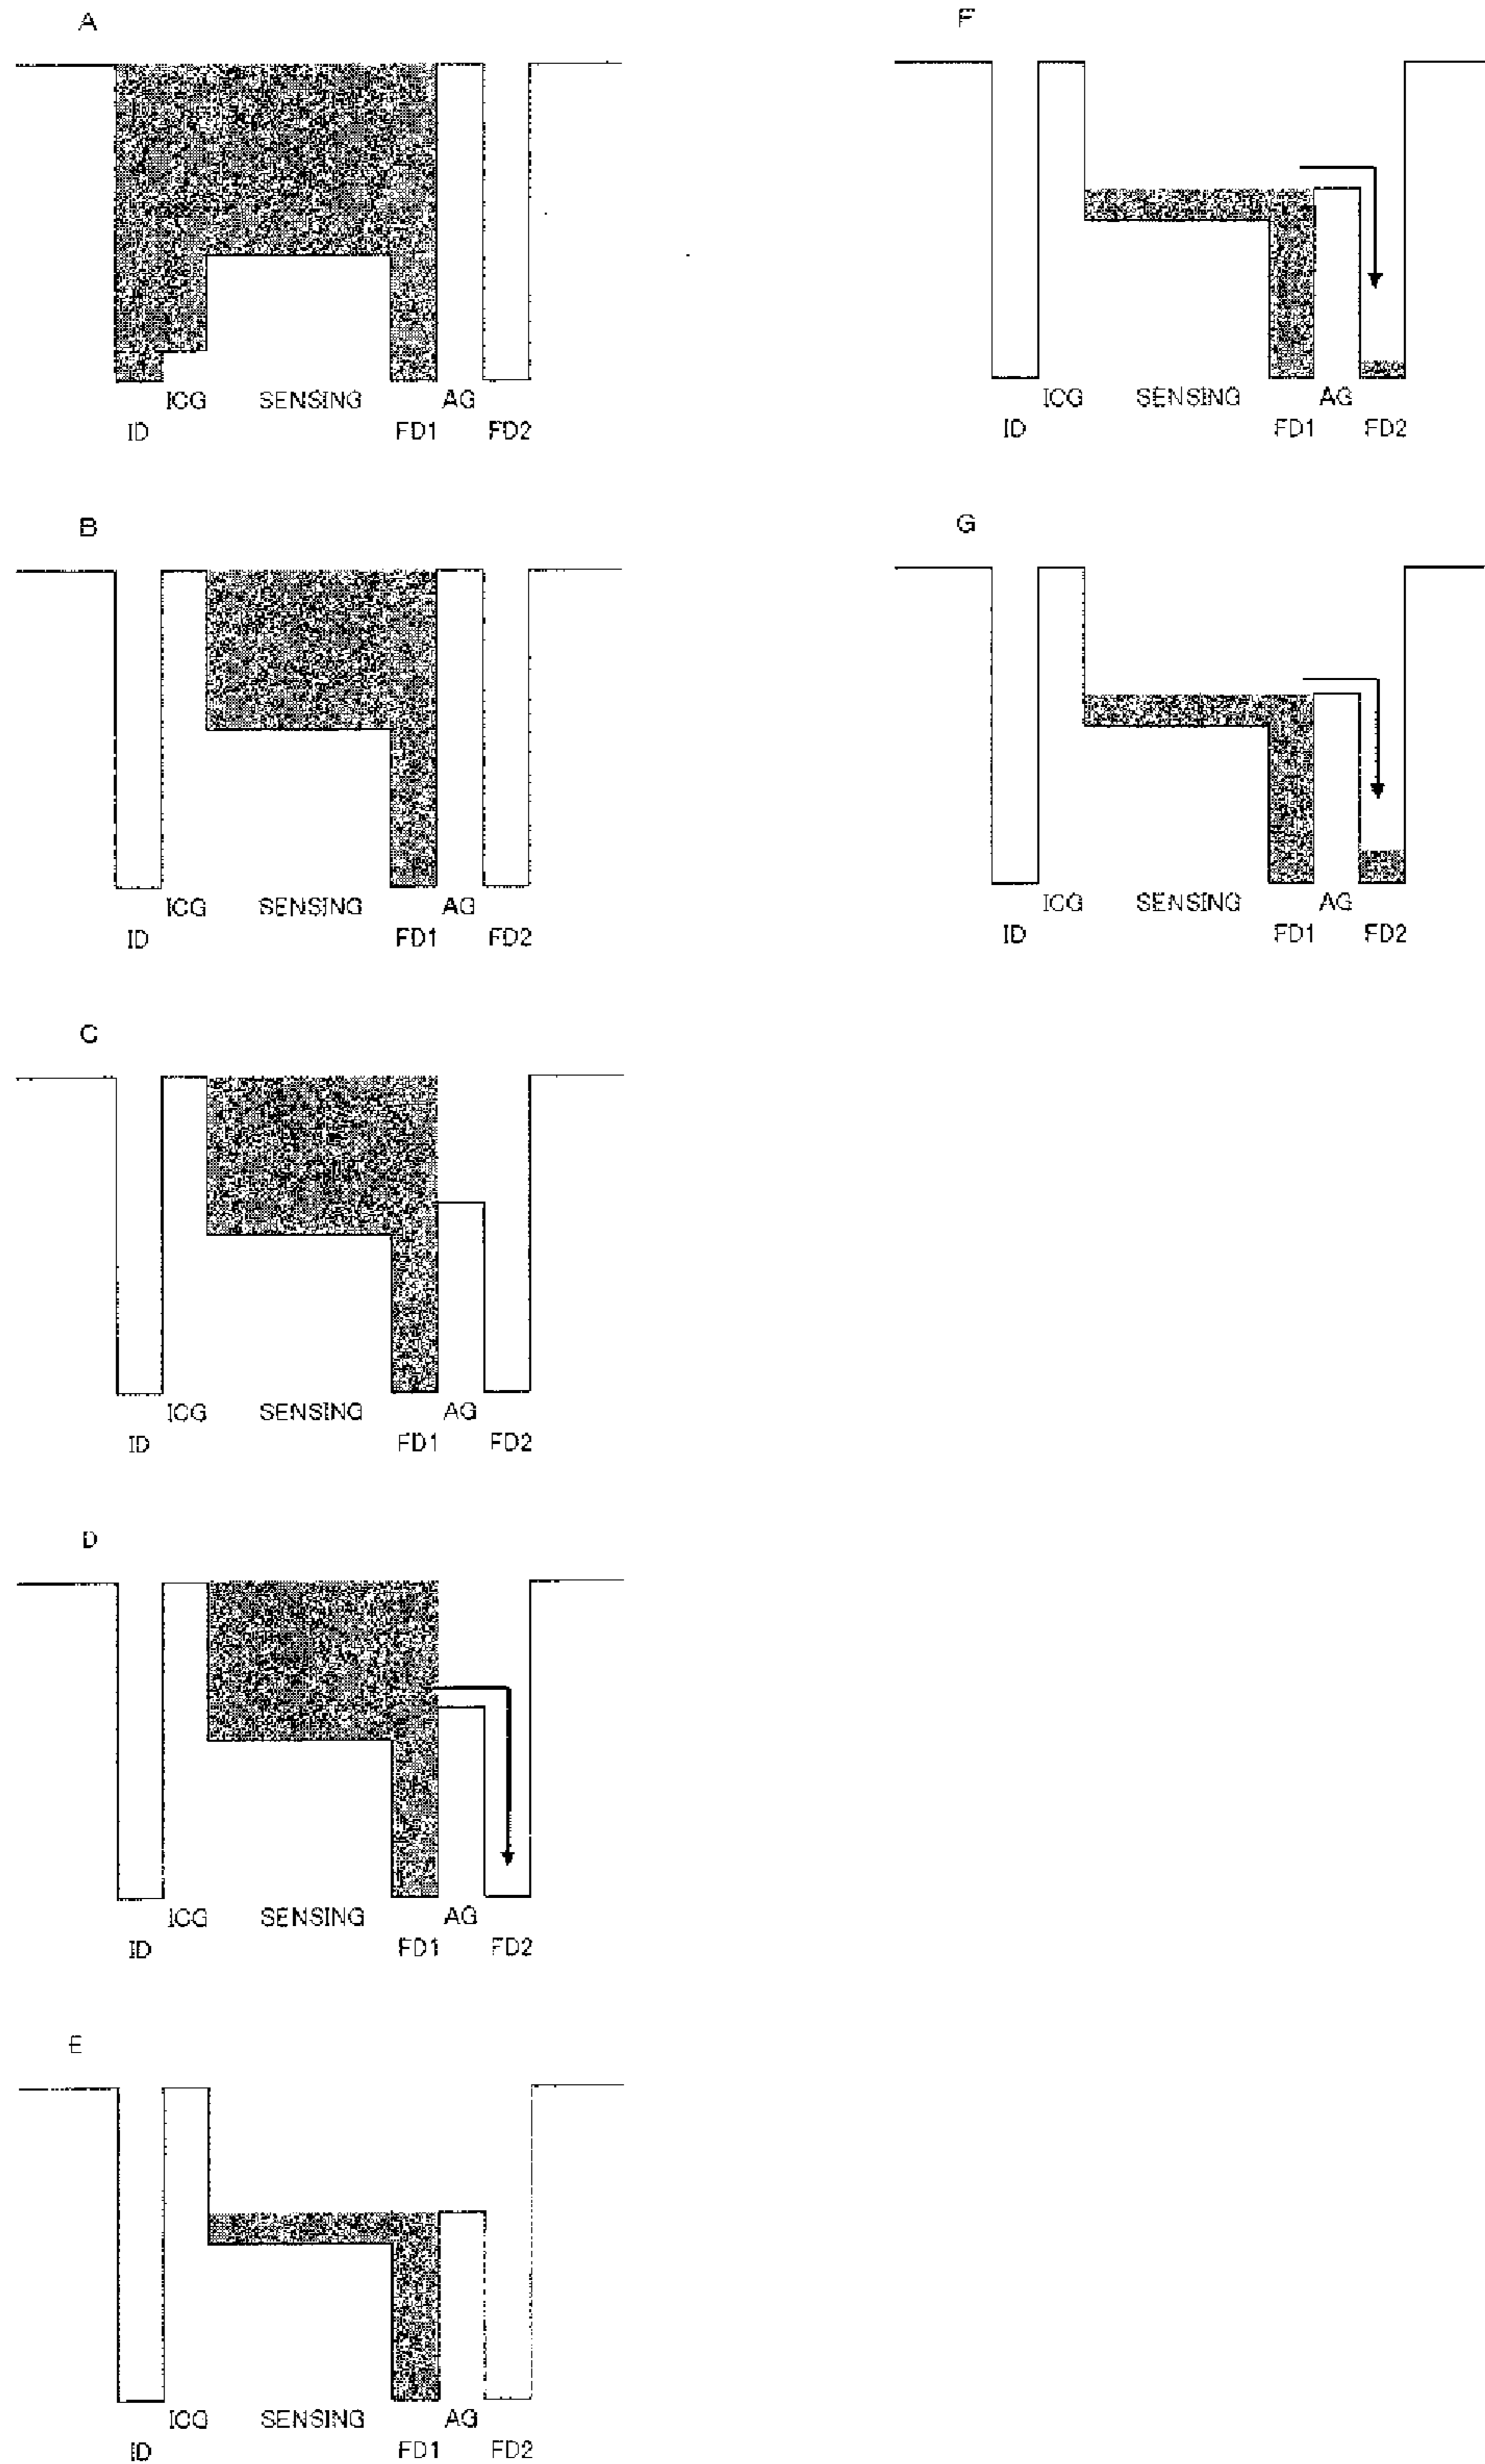 A
ICG SENSING AG
ID FD1 FD2
B
ICG SENSING AG
ID FD1 FD2
C
ICG SENSING AG
ID FD1 FD2
D
ICG SENSING AG
ID FD1 FD2
E
ICG SENSING AG
ID FD1 FD2
F
ICG SENSING AG
ID FD1 FD2
G
ICG SENSING AG
ID FD1 FD2